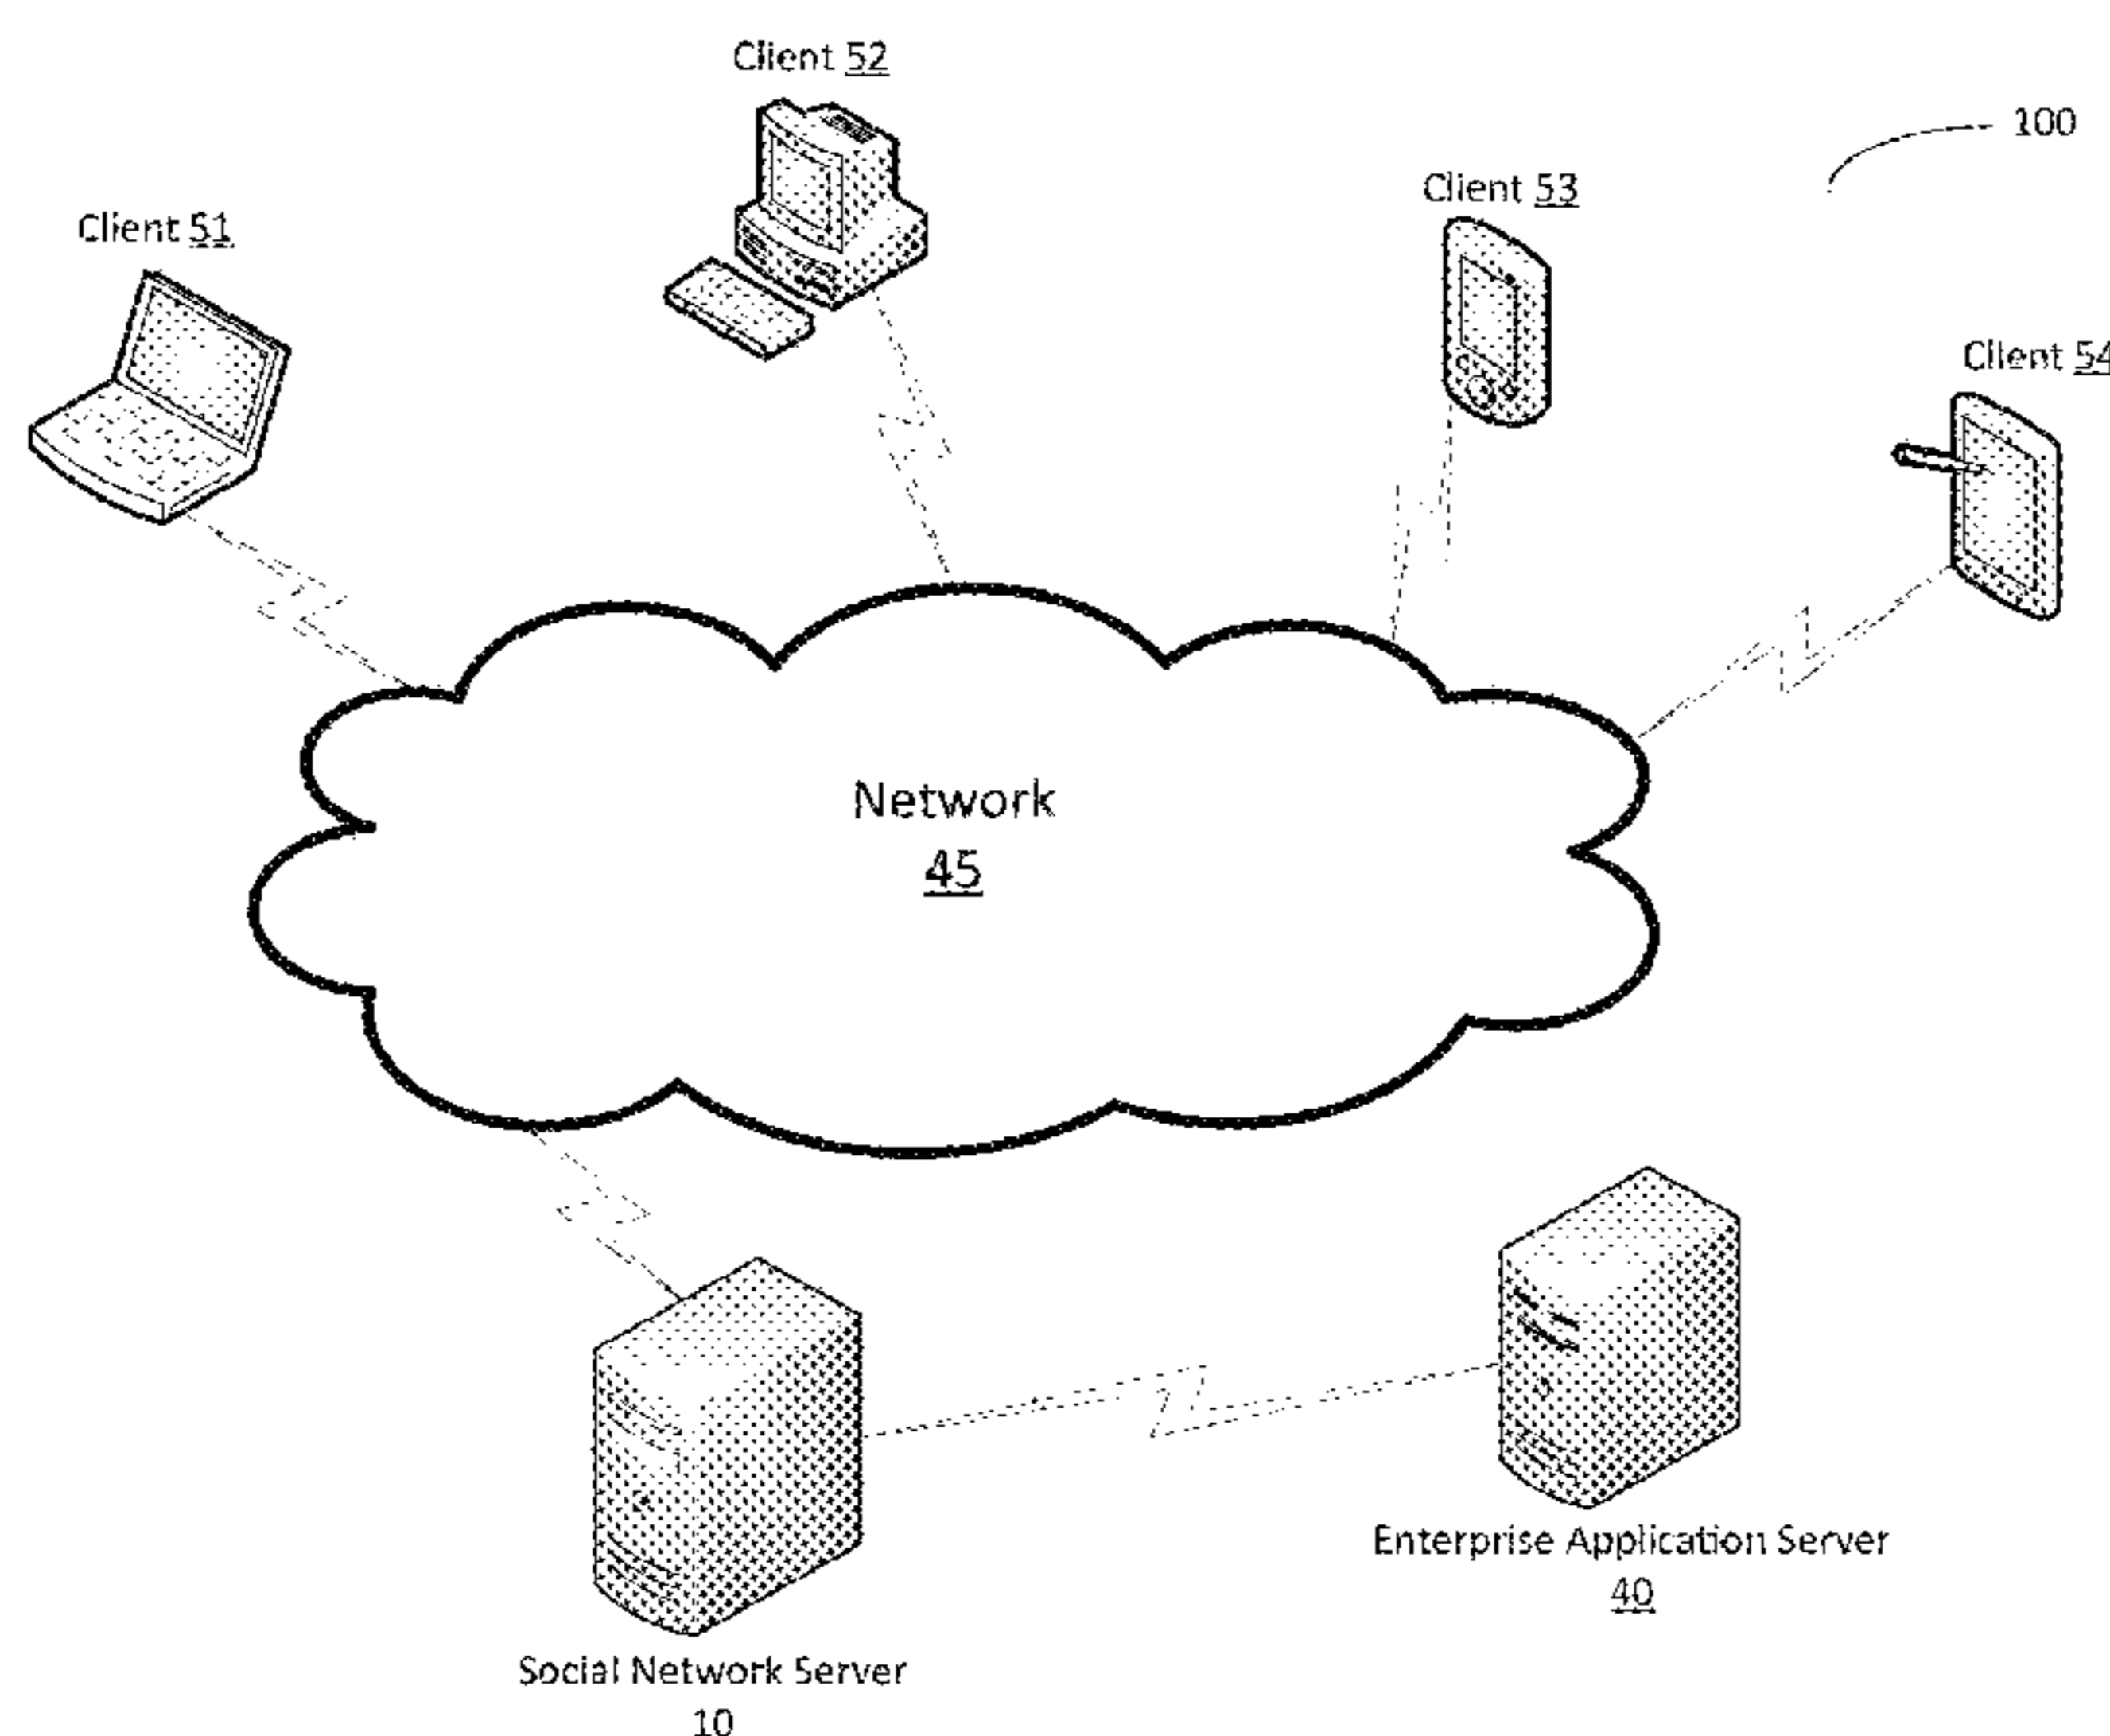 Client 52
100
Client 53
Client 51
Client 54
Network
45
Enterprise Application Server
40
Social Network Server
10